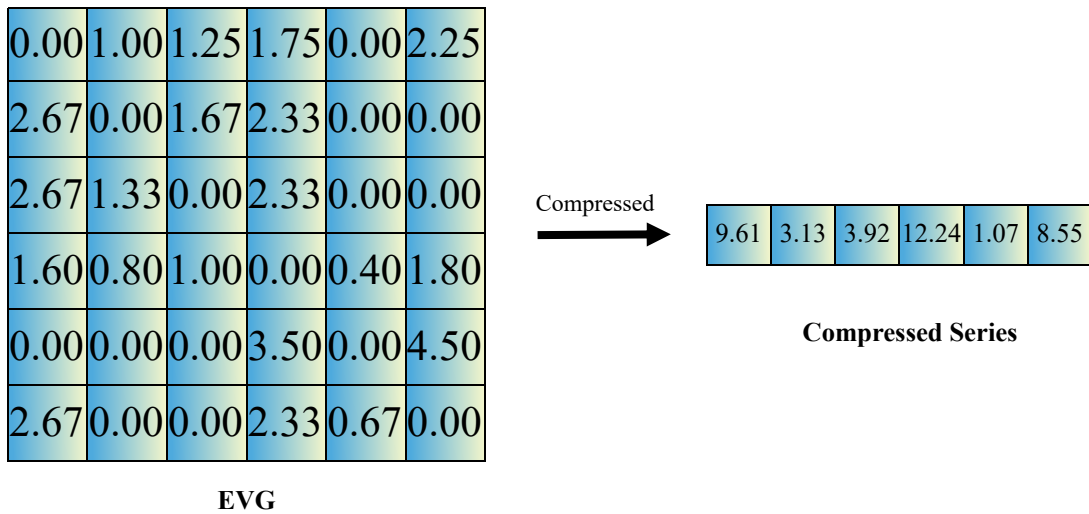 0.00 1.00 1.25 1.75 0.00 2.25
2.67 0.00 1.67 2.33 0.00 0.00
2.67 1.33 0.00 2.33 0.00 0.00
1.60 0.80 1.00 0.00 0.40 1.80
0.00 0.00 0.00 3.50 0.00 4.50
2.67 0.00 0.00 2.33 0.67 0.00
EVG
Compressed
9.61 3.13 3.92 12.24 1.07 8.55
Compressed Series